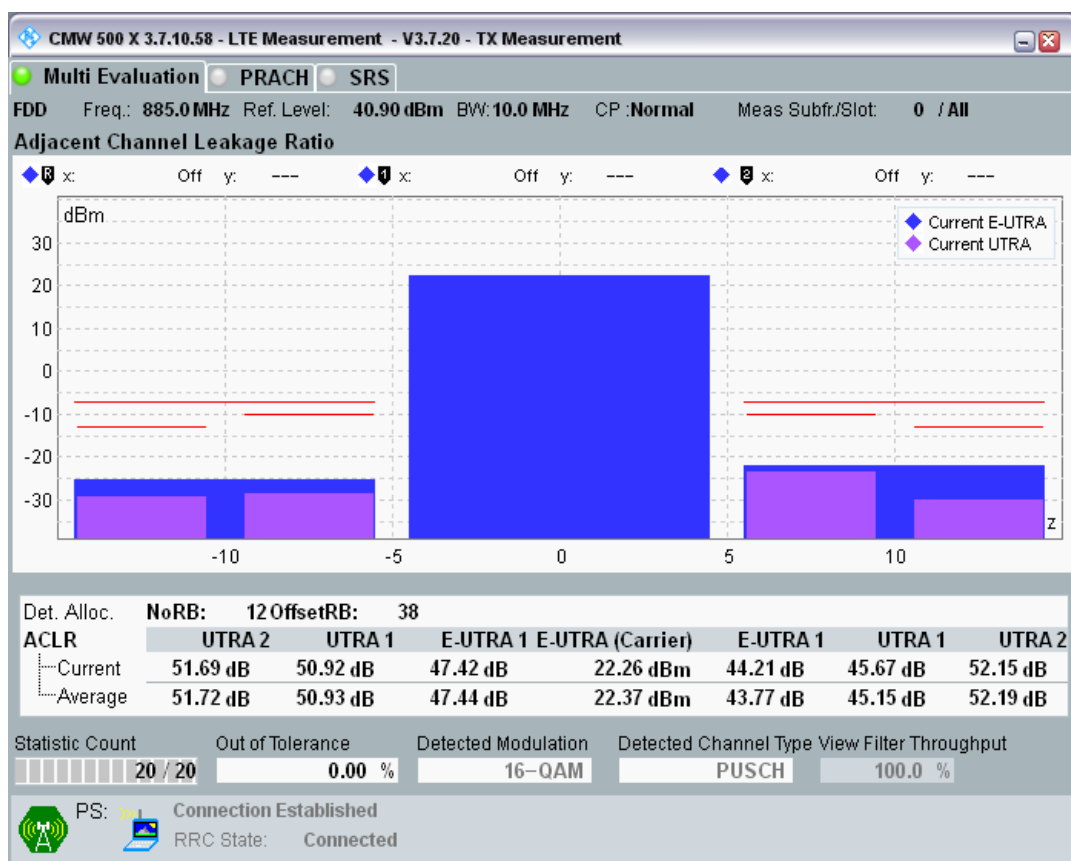 CMW 500 X 3.7.10.58 - LTE Measurement - V3.7.20 - TX Measurement
Multi Evaluation PRACH SRS
FDD Freq.: 885.0 MHz Ref. Level: 40.90 dBm BW: 10.0 MHz CP :Normal Meas Subfr./Slot: 0 / All
Adjacent Channel Leakage Ratio
R x: Off y: --- 1 x: Off y: --- 2 x: Off y: ---
dBm
Current E-UTRA
Current UTRA
30
20
10
0
-10
-20
-30
z
-10 -5 0 5 10
Det. Alloc. NoRB: 12 OffsetRB: 38
ACLR UTRA 2 UTRA 1 E-UTRA 1 E-UTRA (Carrier) E-UTRA 1 UTRA 1 UTRA 2
Current 51.69 dB 50.92 dB 47.42 dB 22.26 dBm 44.21 dB 45.67 dB 52.15 dB
Average 51.72 dB 50.93 dB 47.44 dB 22.37 dBm 43.77 dB 45.15 dB 52.19 dB
Statistic Count Out of Tolerance Detected Modulation Detected Channel Type View Filter Throughput
20 / 20 0.00 % 16-QAM PUSCH 100.0 %
PS: Connection Established
RRC State: Connected